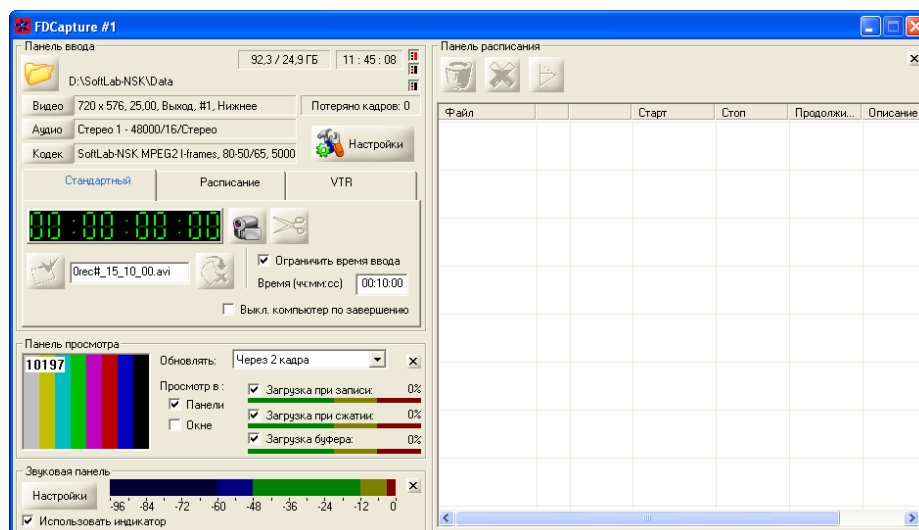 FDCapture #1
Панель ввода
92,3 / 24,9 ГБ
11 : 45 : 08
D:\SoftLab-NSK\Data
Видео
720 x 576, 25,00, Выход, #1, Нижнее
Потеряно кадров: 0
Аудио
Стерео 1 - 48000/16/Стерео
Кодек
SoftLab-NSK MPEG2 I-frames, 80-50/65, 5000
Настройки
Стандартный
Расписание
VTR
00:00:00:00
0rec#_15_10_00.avi
Ограничить время ввода
Время (чч:мм:сс)
00:10:00
Выкл. компьютер по завершению
Панель просмотра
10197
Обновлять:
Через 2 кадра
Просмотр в :
Панели
Окне
Загрузка при записи: 0%
Загрузка при сжатии: 0%
Загрузка буфера: 0%
Звуковая панель
Настройки
-96 -84 -72 -60 -48 -36 -24 -12 0
Использовать индикатор
Панель расписания
Файл
Старт
Стоп
Продолжи...
Описание